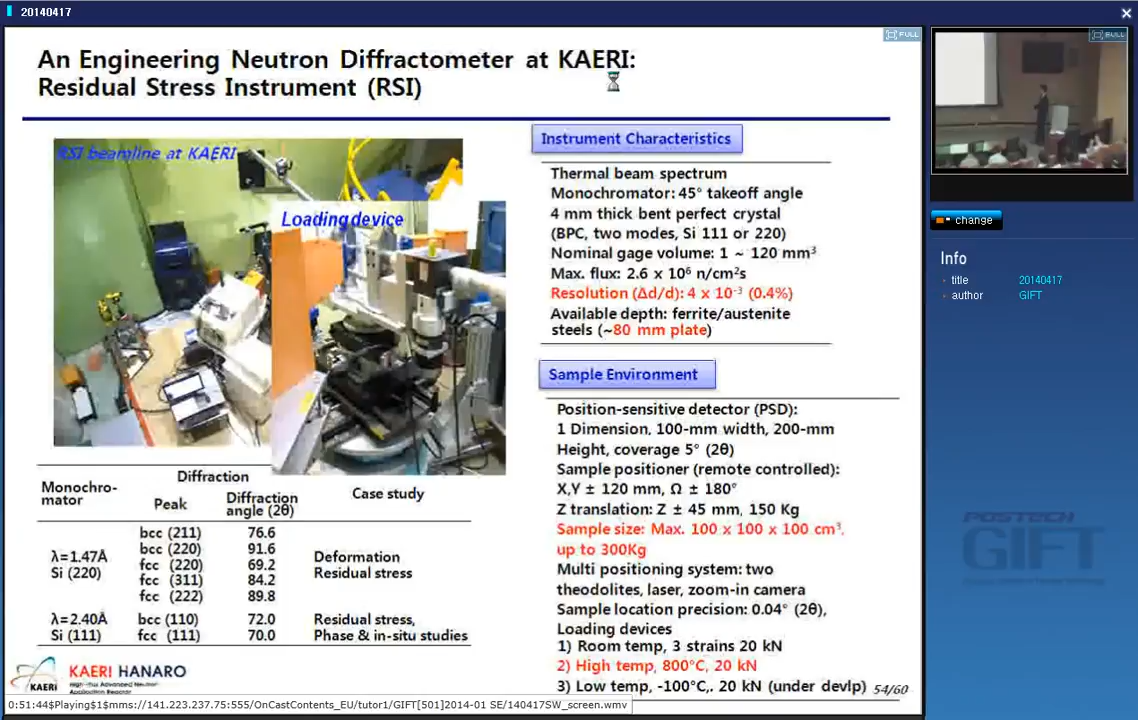 20140417
An Engineering Neutron Diffractometer at KAERI:
Residual Stress Instrument (RSI)
FULL
RSI beamline at KAERI
Loading device
Instrument Characteristics
Thermal beam spectrum
Monochromator: 45° takeoff angle
4 mm thick bent perfect crystal
(BPC, two modes, Si 111 or 220)
Nominal gage volume: 1 ~ 120 mm³
Max. flux: 2.6 x 10⁶ n/cm²s
Resolution (Δd/d): 4 x 10⁻³ (0.4%)
Available depth: ferrite/austenite
steels (~80 mm plate)
Sample Environment
Position-sensitive detector (PSD):
1 Dimension, 100-mm width, 200-mm
Height, coverage 5° (2θ)
Sample positioner (remote controlled):
X,Y ± 120 mm, Ω ± 180°
Z translation: Z ± 45 mm, 150 Kg
Sample size: Max. 100 x 100 x 100 cm³,
up to 300Kg
Multi positioning system: two
theodolites, laser, zoom-in camera
Sample location precision: 0.04° (2θ),
Loading devices
1) Room temp, 3 strains 20 kN
2) High temp, 800°C, 20 kN
3) Low temp, -100°C,. 20 kN (under devlp)
54/60
Monochro-
mator
Diffraction
Peak
Diffraction
angle (2θ)
Case study
λ=1.47Å
Si (220)
bcc (211) 76.6
bcc (220) 91.6
fcc (220) 69.2
fcc (311) 84.2
fcc (222) 89.8
Deformation
Residual stress
λ=2.40Å
Si (111)
bcc (110) 72.0
fcc (111) 70.0
Residual stress,
Phase & in-situ studies
KAERI
KAERI HANARO
High-flux Advanced Neutron
Application Reactor
0:51:44$Playing$1$mms://141.223.237.75:555/OnCastContents_EU/tutor1/GIFT[501]2014-01 SE/140417SW_screen.wmv
FULL
change
Info
title 20140417
author GIFT
POSTECH
GIFT